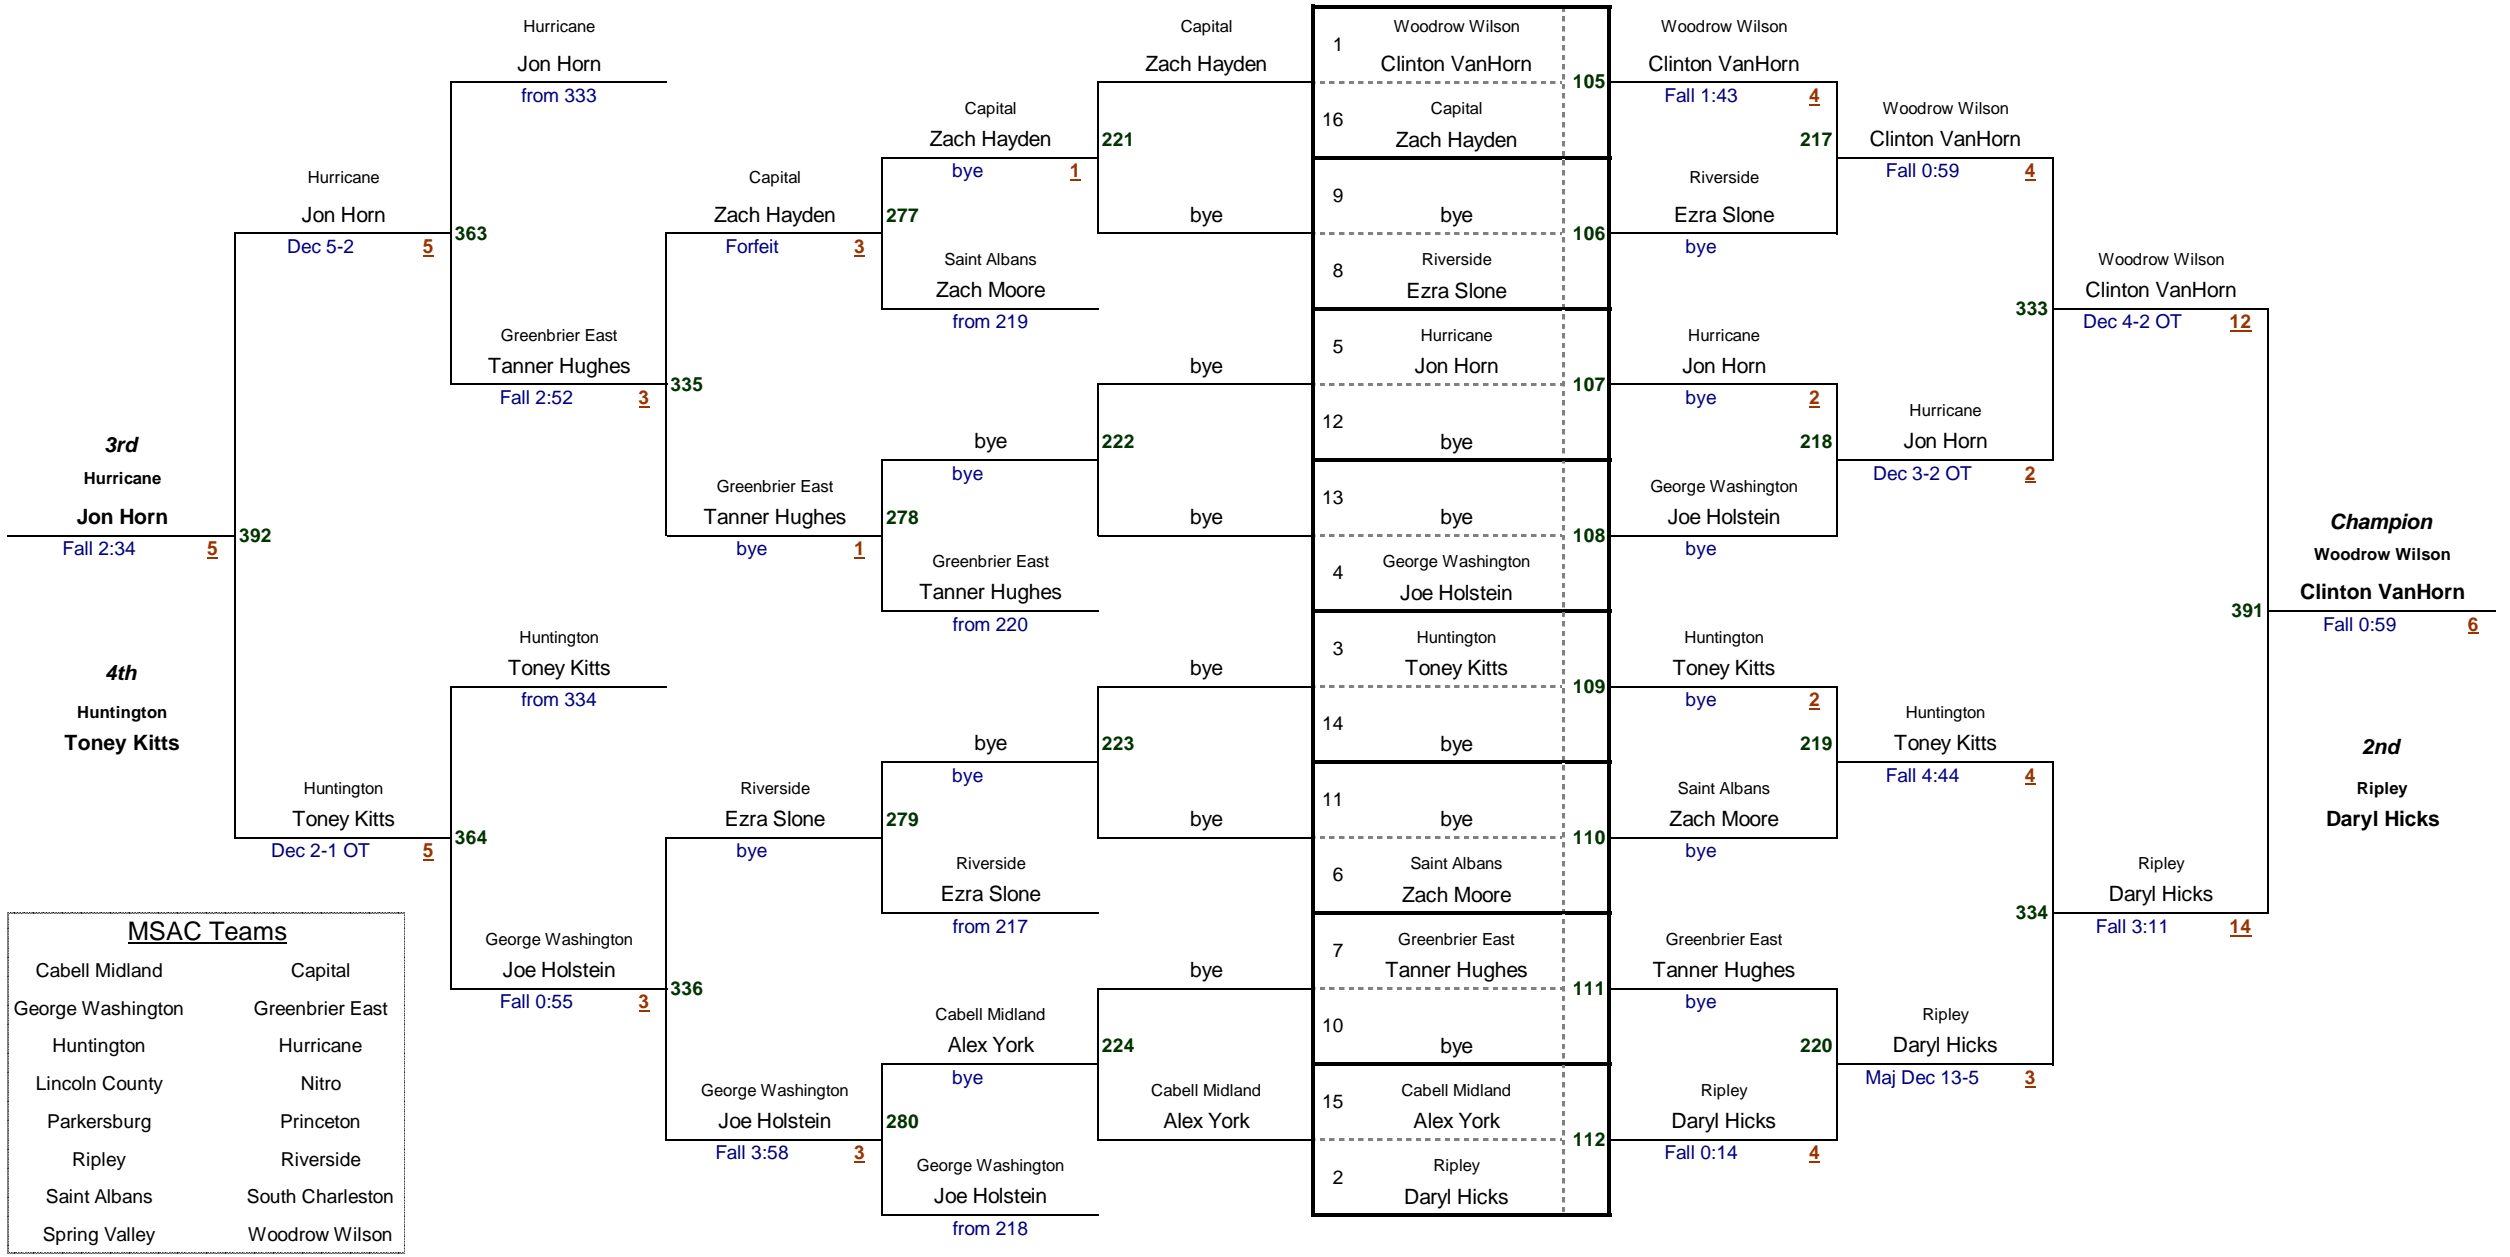 Hurricane
Jon Horn
from 333
Hurricane
Jon Horn
Dec 5-2 5
363
Greenbrier East
Tanner Hughes
Fall 2:52 3
3rd
Hurricane
Jon Horn
Fall 2:34 5
392
4th
Huntington
Toney Kitts
Huntington
Toney Kitts
from 334
Huntington
Toney Kitts
Dec 2-1 OT 5
364
George Washington
Joe Holstein
Fall 0:55 3
MSAC Teams
Cabell Midland Capital
George Washington Greenbrier East
Huntington Hurricane
Lincoln County Nitro
Parkersburg Princeton
Ripley Riverside
Saint Albans South Charleston
Spring Valley Woodrow Wilson
Capital
Zach Hayden
Forfeit 3
335
Greenbrier East
Tanner Hughes
bye 1
Riverside
Ezra Slone
bye
336
George Washington
Joe Holstein
Fall 3:58 3
Capital
Zach Hayden
bye 1
277
Saint Albans
Zach Moore
from 219
bye
bye
278
Greenbrier East
Tanner Hughes
from 220
bye
bye
279
Riverside
Ezra Slone
from 217
Cabell Midland
Alex York
bye
280
George Washington
Joe Holstein
from 218
Capital
Zach Hayden
221
bye
bye
222
bye
bye
223
bye
bye
224
Cabell Midland
Alex York
1
Woodrow Wilson
Clinton VanHorn
105
16
Capital
Zach Hayden
9
bye
106
8
Riverside
Ezra Slone
5
Hurricane
Jon Horn
107
12
bye
13
bye
108
4
George Washington
Joe Holstein
3
Huntington
Toney Kitts
109
14
bye
11
bye
110
6
Saint Albans
Zach Moore
7
Greenbrier East
Tanner Hughes
111
10
bye
15
Cabell Midland
Alex York
112
2
Ripley
Daryl Hicks
Woodrow Wilson
Clinton VanHorn
Fall 1:43 4
217
Riverside
Ezra Slone
bye
Hurricane
Jon Horn
bye 2
218
George Washington
Joe Holstein
bye
Huntington
Toney Kitts
bye 2
219
Saint Albans
Zach Moore
bye
Greenbrier East
Tanner Hughes
bye
220
Ripley
Daryl Hicks
Fall 0:14 4
Woodrow Wilson
Clinton VanHorn
Fall 0:59 4
333
Hurricane
Jon Horn
Dec 3-2 OT 2
Huntington
Toney Kitts
Fall 4:44 4
334
Ripley
Daryl Hicks
Maj Dec 13-5 3
Woodrow Wilson
Clinton VanHorn
Dec 4-2 OT 12
391
Ripley
Daryl Hicks
Fall 3:11 14
Champion
Woodrow Wilson
Clinton VanHorn
Fall 0:59 6
2nd
Ripley
Daryl Hicks